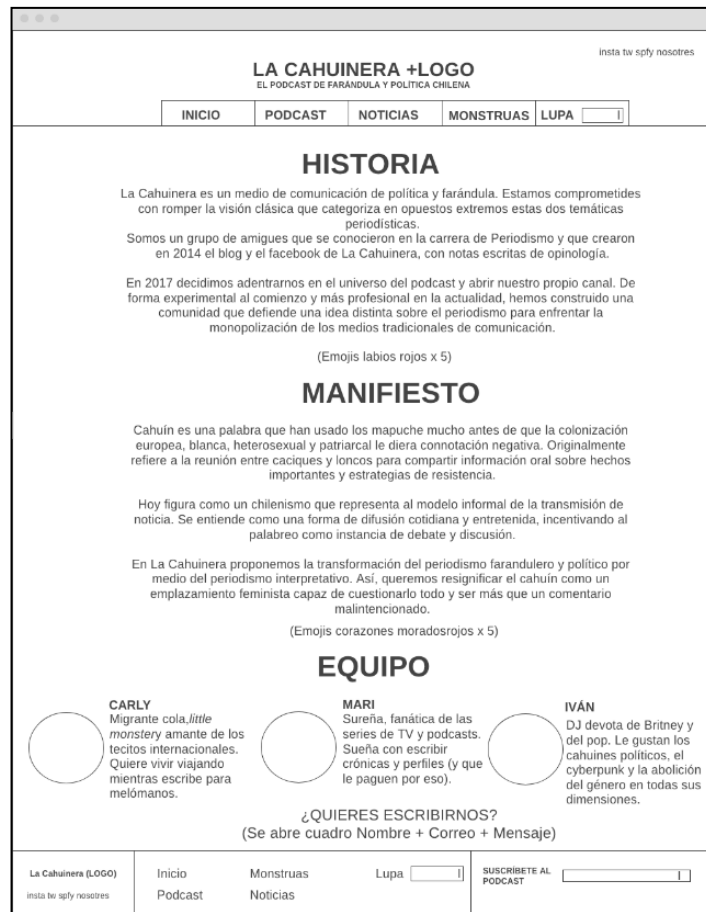 insta tw spfy nosotres
LA CAHUINERA +LOGO
EL PODCAST DE FARÁNDULA Y POLÍTICA CHILENA
INICIO PODCAST NOTICIAS MONSTRUAS LUPA
HISTORIA
La Cahuinera es un medio de comunicación de política y farándula. Estamos comprometides
con romper la visión clásica que categoriza en opuestos extremos estas dos temáticas
periodísticas.
Somos un grupo de amigues que se conocieron en la carrera de Periodismo y que crearon
en 2014 el blog y el facebook de La Cahuinera, con notas escritas de opinología.
En 2017 decidimos adentrarnos en el universo del podcast y abrir nuestro propio canal. De
forma experimental al comienzo y más profesional en la actualidad, hemos construido una
comunidad que defiende una idea distinta sobre el periodismo para enfrentar la
monopolización de los medios tradicionales de comunicación.
(Emojis labios rojos x 5)
MANIFIESTO
Cahuín es una palabra que han usado los mapuche mucho antes de que la colonización
europea, blanca, heterosexual y patriarcal le diera connotación negativa. Originalmente
refiere a la reunión entre caciques y loncos para compartir información oral sobre hechos
importantes y estrategias de resistencia.
Hoy figura como un chilenismo que representa al modelo informal de la transmisión de
noticia. Se entiende como una forma de difusión cotidiana y entretenida, incentivando al
palabreo como instancia de debate y discusión.
En La Cahuinera proponemos la transformación del periodismo farandulero y político por
medio del periodismo interpretativo. Así, queremos resignificar el cahuín como un
emplazamiento feminista capaz de cuestionarlo todo y ser más que un comentario
malintencionado.
(Emojis corazones moradosrojos x 5)
EQUIPO
CARLY
Migrante cola,little
monstery amante de los
tecitos internacionales.
Quiere vivir viajando
mientras escribe para
melómanos.
MARI
Sureña, fanática de las
series de TV y podcasts.
Sueña con escribir
crónicas y perfiles (y que
le paguen por eso).
IVÁN
DJ devota de Britney y
del pop. Le gustan los
cahuines políticos, el
cyberpunk y la abolición
del género en todas sus
dimensiones.
¿QUIERES ESCRIBIRNOS?
(Se abre cuadro Nombre + Correo + Mensaje)
La Cahuinera (LOGO)
insta tw spfy nosotres
Inicio Monstruas Lupa
Podcast Noticias
SUSCRÍBETE AL
PODCAST